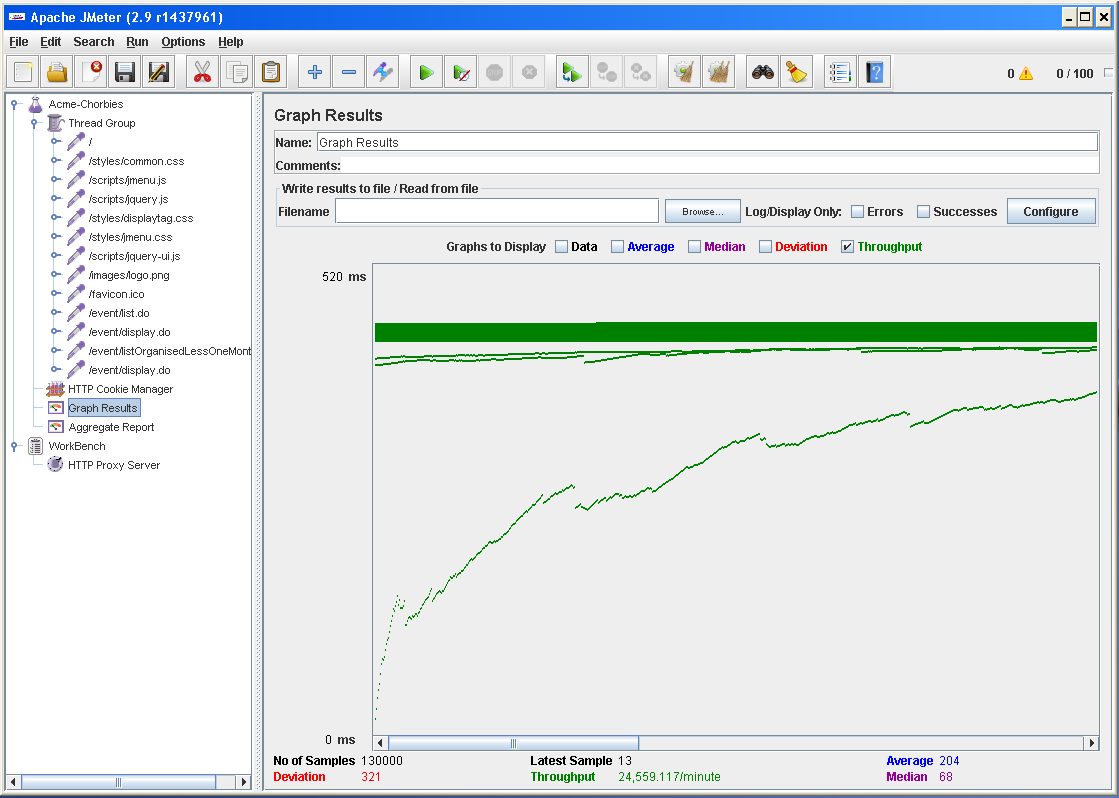 Apache JMeter (2.9 r1437961)
File Edit Search Run Options Help
0 0 / 100
Acme-Chorbies
Thread Group
/
/styles/common.css
/scripts/jmenu.js
/scripts/jquery.js
/styles/displaytag.css
/styles/jmenu.css
/scripts/jquery-ui.js
/images/logo.png
/favicon.ico
/event/list.do
/event/display.do
/event/listOrganisedLessOneMont
/event/display.do
HTTP Cookie Manager
Graph Results
Aggregate Report
WorkBench
HTTP Proxy Server
Graph Results
Name: Graph Results
Comments:
Write results to file / Read from file
Filename Browse... Log/Display Only: Errors Successes Configure
Graphs to Display Data Average Median Deviation Throughput
520 ms
0 ms
No of Samples 130000 Latest Sample 13 Average 204
Deviation 321 Throughput 24,559.117/minute Median 68